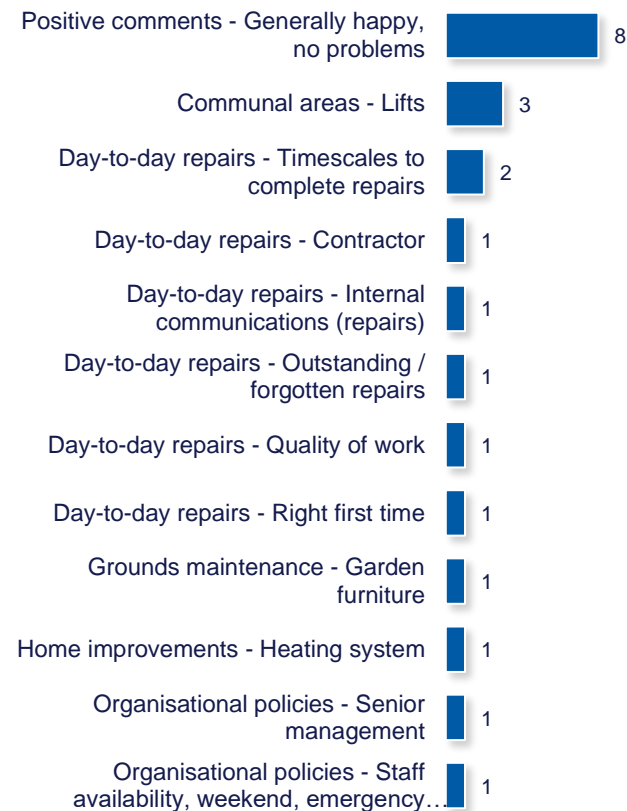 Positive comments - Generally happy,
no problems
8
Communal areas - Lifts
3
Day-to-day repairs - Timescales to
complete repairs
2
Day-to-day repairs - Contractor
1
Day-to-day repairs - Internal
communications (repairs)
1
Day-to-day repairs - Outstanding /
forgotten repairs
1
Day-to-day repairs - Quality of work
1
Day-to-day repairs - Right first time
1
Grounds maintenance - Garden
furniture
1
Home improvements - Heating system
1
Organisational policies - Senior
management
1
Organisational policies - Staff
availability, weekend, emergency…
1